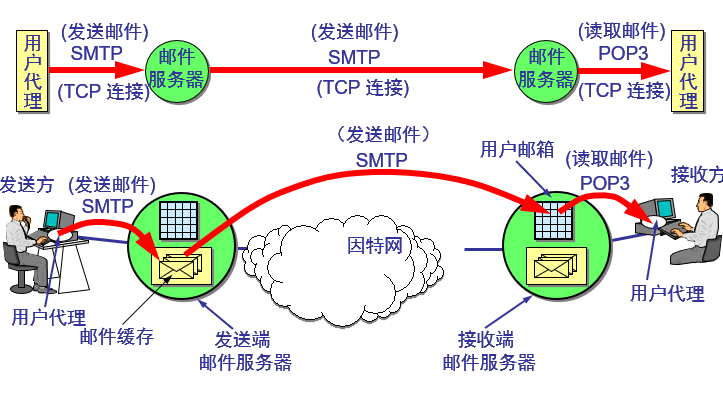 (发送邮件)
SMTP
(TCP 连接)
(发送邮件)
SMTP
(TCP 连接)
(读取邮件)
POP3
(TCP 连接)
用户代理
邮件
服务器
邮件
服务器
用户代理
发送方
(发送邮件)
SMTP
（发送邮件）
SMTP
用户邮箱
(读取邮件)
POP3
接收方
因特网
用户代理
邮件缓存
发送端
邮件服务器
接收端
邮件服务器
用户代理